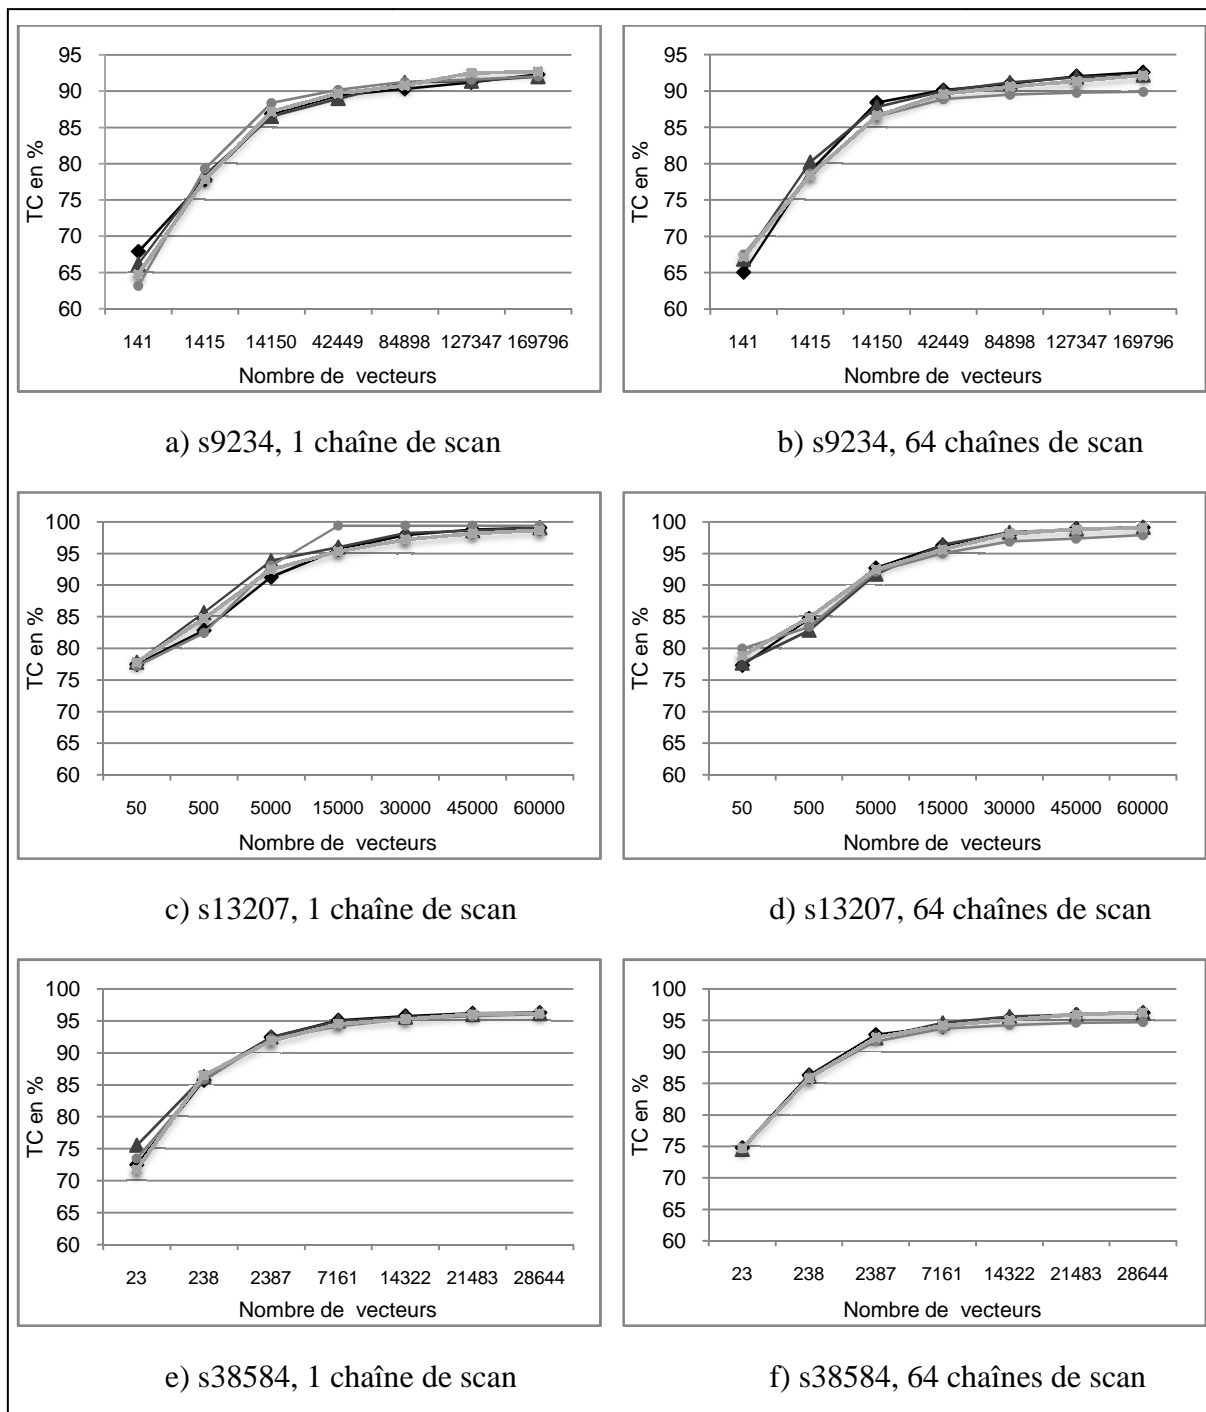 95
90
85
80
75
70
65
60
TC en %
141 1415 14150 42449 84898 127347 169796
Nombre de vecteurs
a) s9234, 1 chaîne de scan
95
90
85
80
75
70
65
60
TC en %
141 1415 14150 42449 84898 127347 169796
Nombre de vecteurs
b) s9234, 64 chaînes de scan
100
95
90
85
80
75
70
65
60
TC en %
50 500 5000 15000 30000 45000 60000
Nombre de vecteurs
c) s13207, 1 chaîne de scan
100
95
90
85
80
75
70
65
60
TC en %
50 500 5000 15000 30000 45000 60000
Nombre de vecteurs
d) s13207, 64 chaînes de scan
100
95
90
85
80
75
70
65
60
TC en %
23 238 2387 7161 14322 21483 28644
Nombre de vecteurs
e) s38584, 1 chaîne de scan
100
95
90
85
80
75
70
65
60
TC en %
23 238 2387 7161 14322 21483 28644
Nombre de vecteurs
f) s38584, 64 chaînes de scan